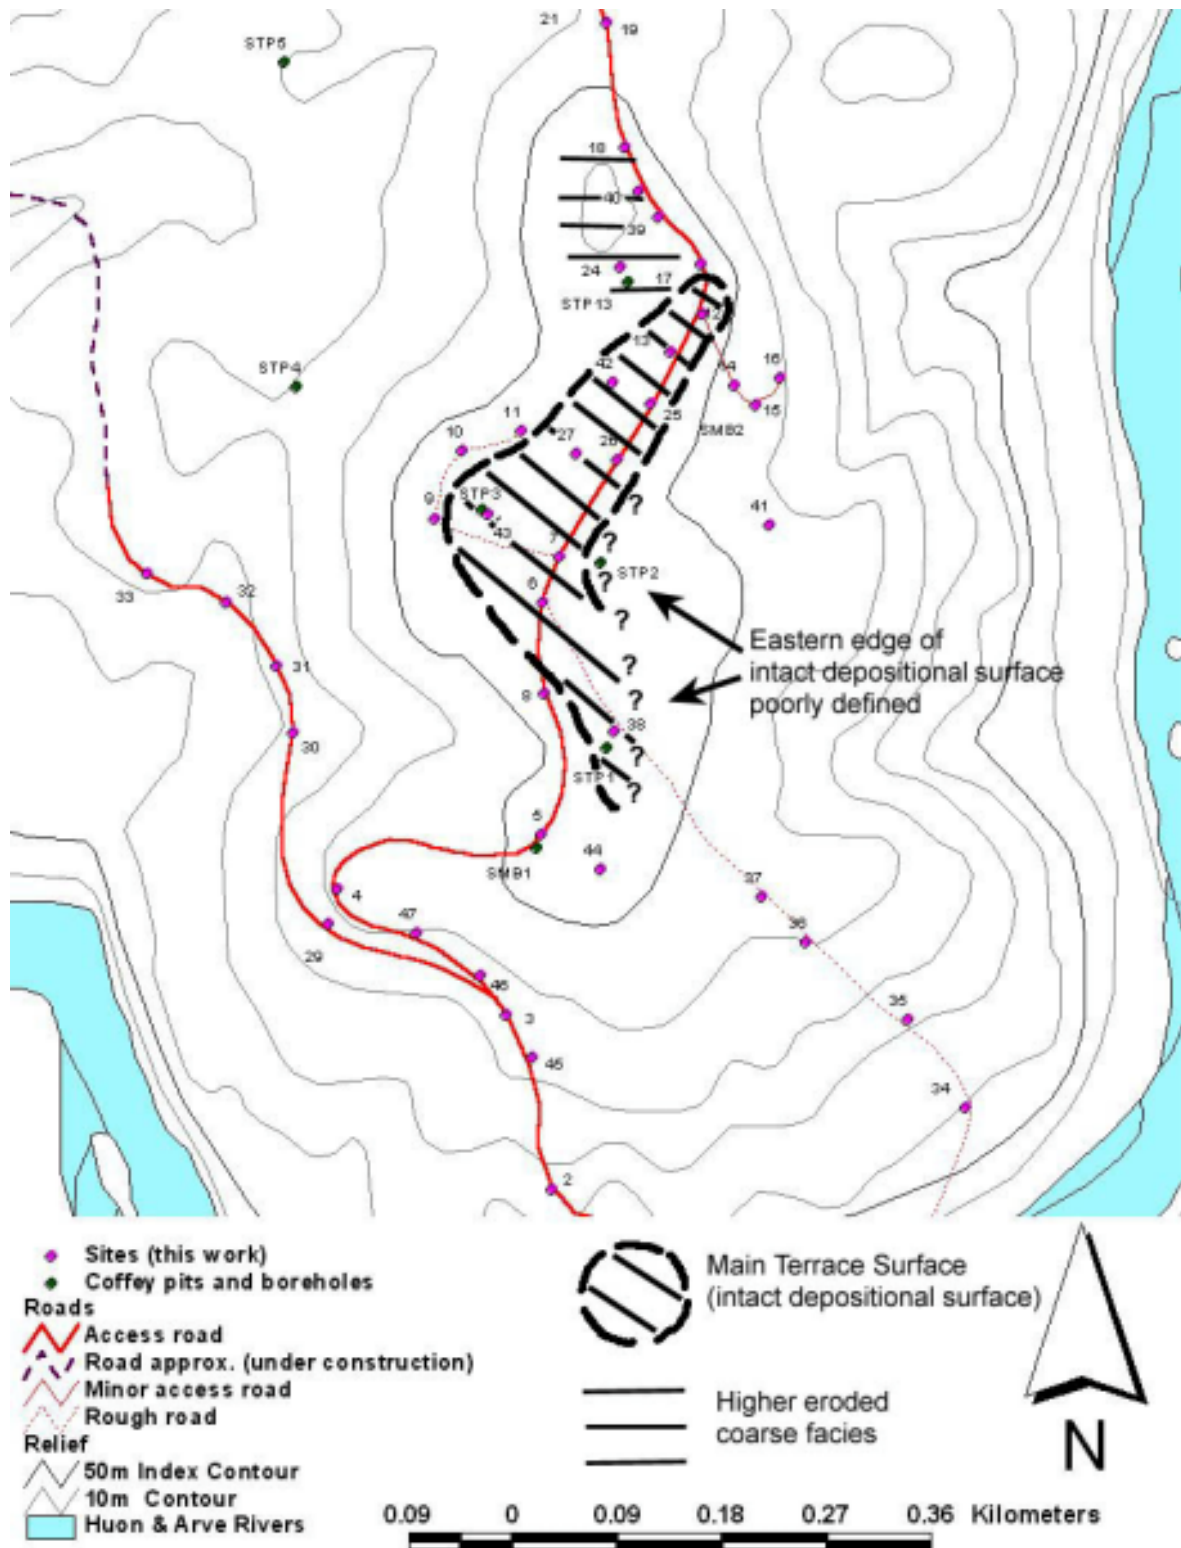 21
19
STP5
18
40
39
24
17
STP13
12
13
42
14
16
15
25
SMB2
STP4
11
10
27
26
9
STP3
43
?
41
7
?
STP2
?
6
?
33
32
31
Eastern edge of
intact depositional surface
poorly defined
?
8
?
30
38
?
STP1
?
5
44
SMB1
4
37
47
36
29
46
3
35
45
34
2
Sites (this work)
Coffey pits and boreholes
Roads
Access road
Road approx. (under construction)
Minor access road
Rough road
Relief
50m Index Contour
10m Contour
Huon & Arve Rivers
Main Terrace Surface
(intact depositional surface)
Higher eroded
coarse facies
N
0.09 0 0.09 0.18 0.27 0.36 Kilometers